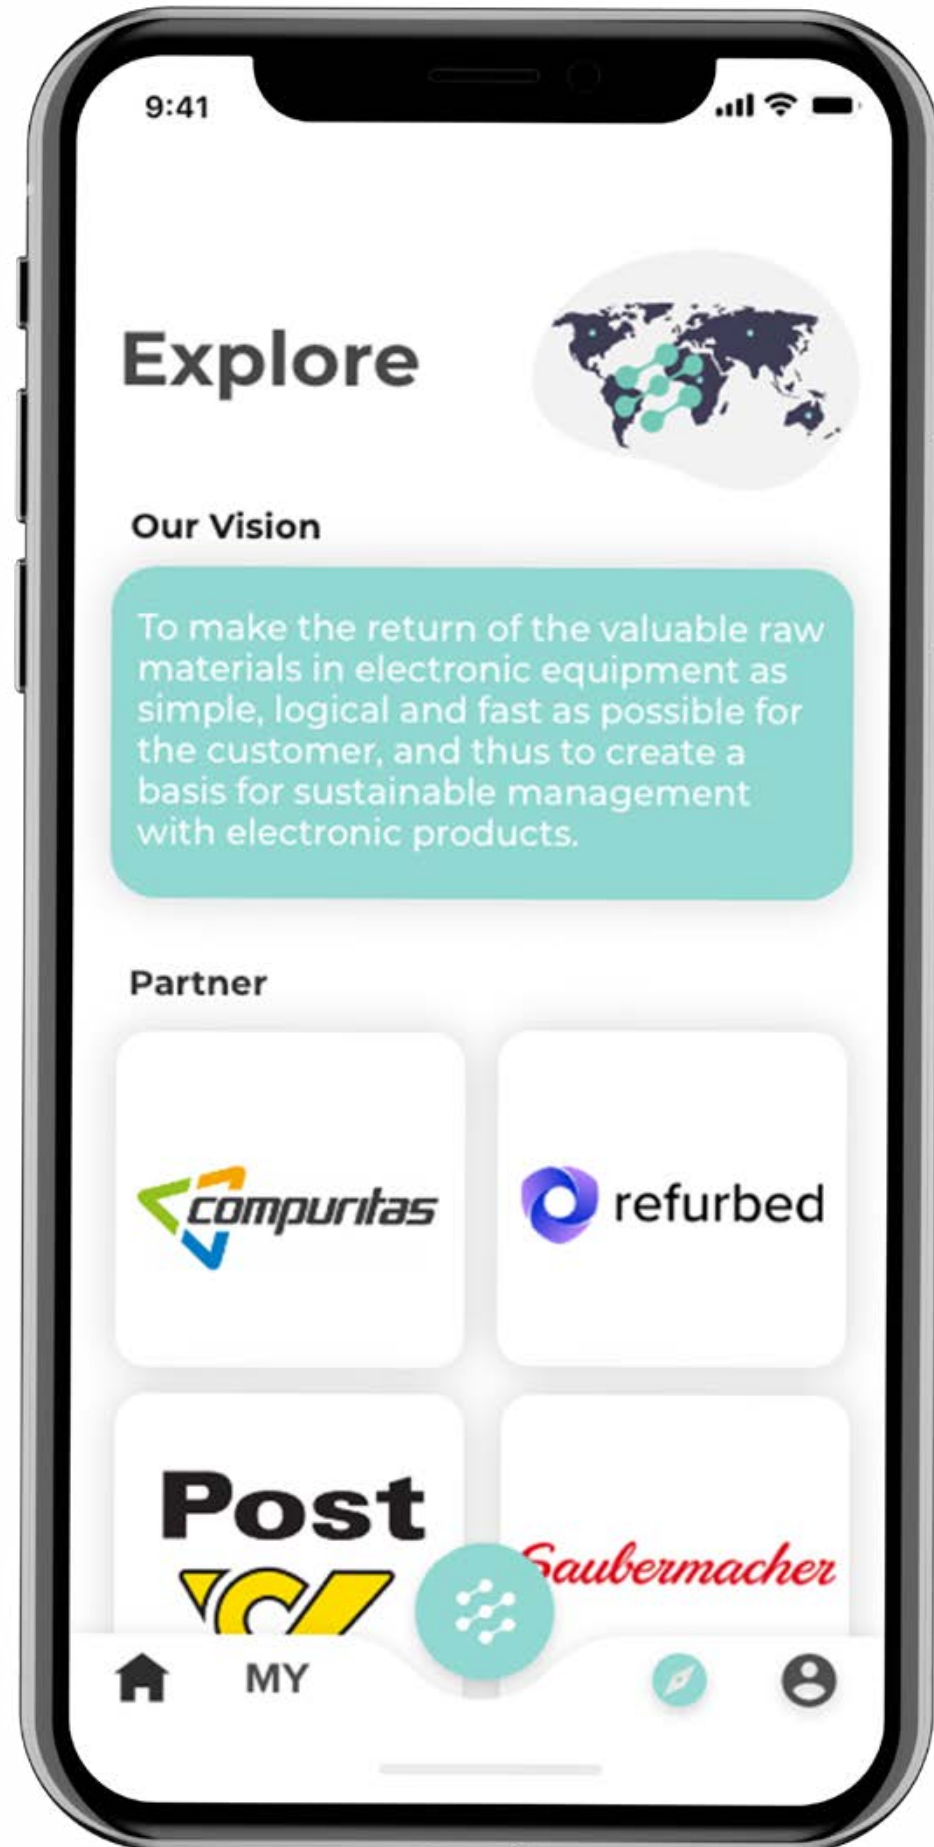 9:41
Explore
Our Vision
To make the return of the valuable raw
materials in electronic equipment as
simple, logical and fast as possible for
the customer, and thus to create a
basis for sustainable management
with electronic products.
Partner
compuritas
refurbed
Post
Saubermacher
MY